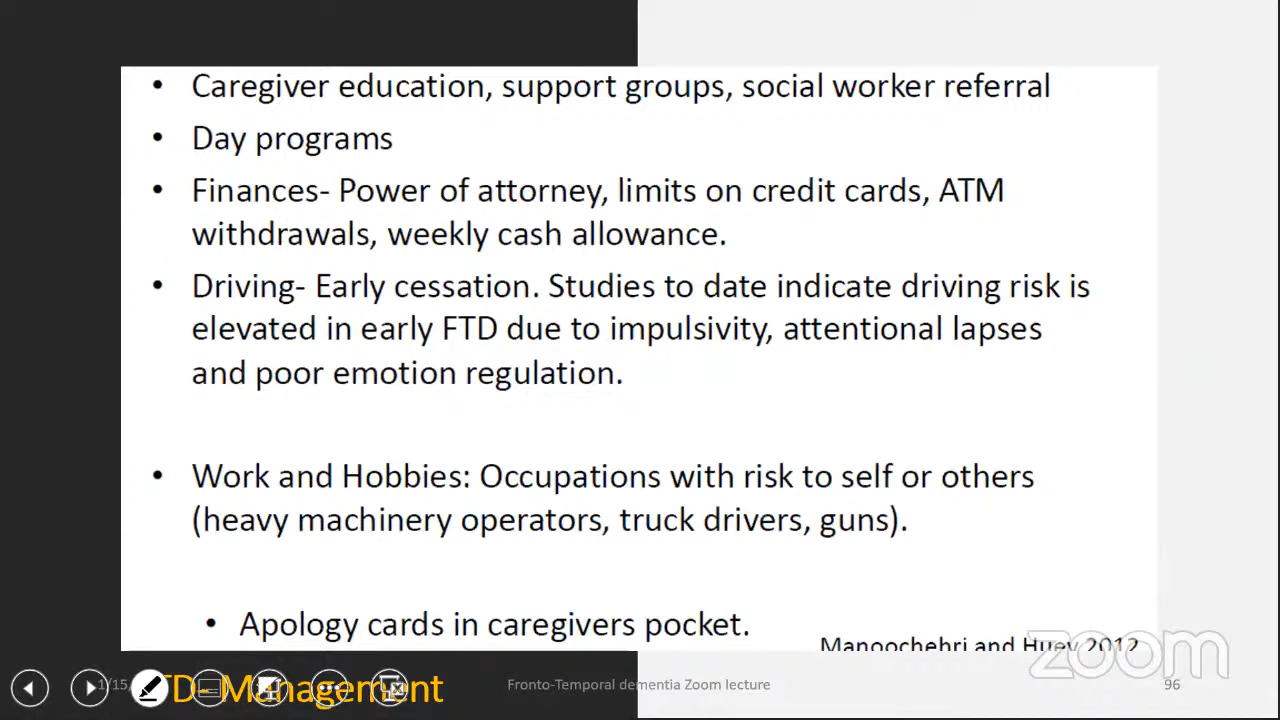 • Caregiver education, support groups, social worker referral
• Day programs
• Finances- Power of attorney, limits on credit cards, ATM
withdrawals, weekly cash allowance.
• Driving- Early cessation. Studies to date indicate driving risk is
elevated in early FTD due to impulsivity, attentional lapses
and poor emotion regulation.
• Work and Hobbies: Occupations with risk to self or others
(heavy machinery operators, truck drivers, guns).
• Apology cards in caregivers pocket.
Manoochehri and Huey 2012
zoom
1/15/
TD- Management
Fronto-Temporal dementia Zoom lecture
96